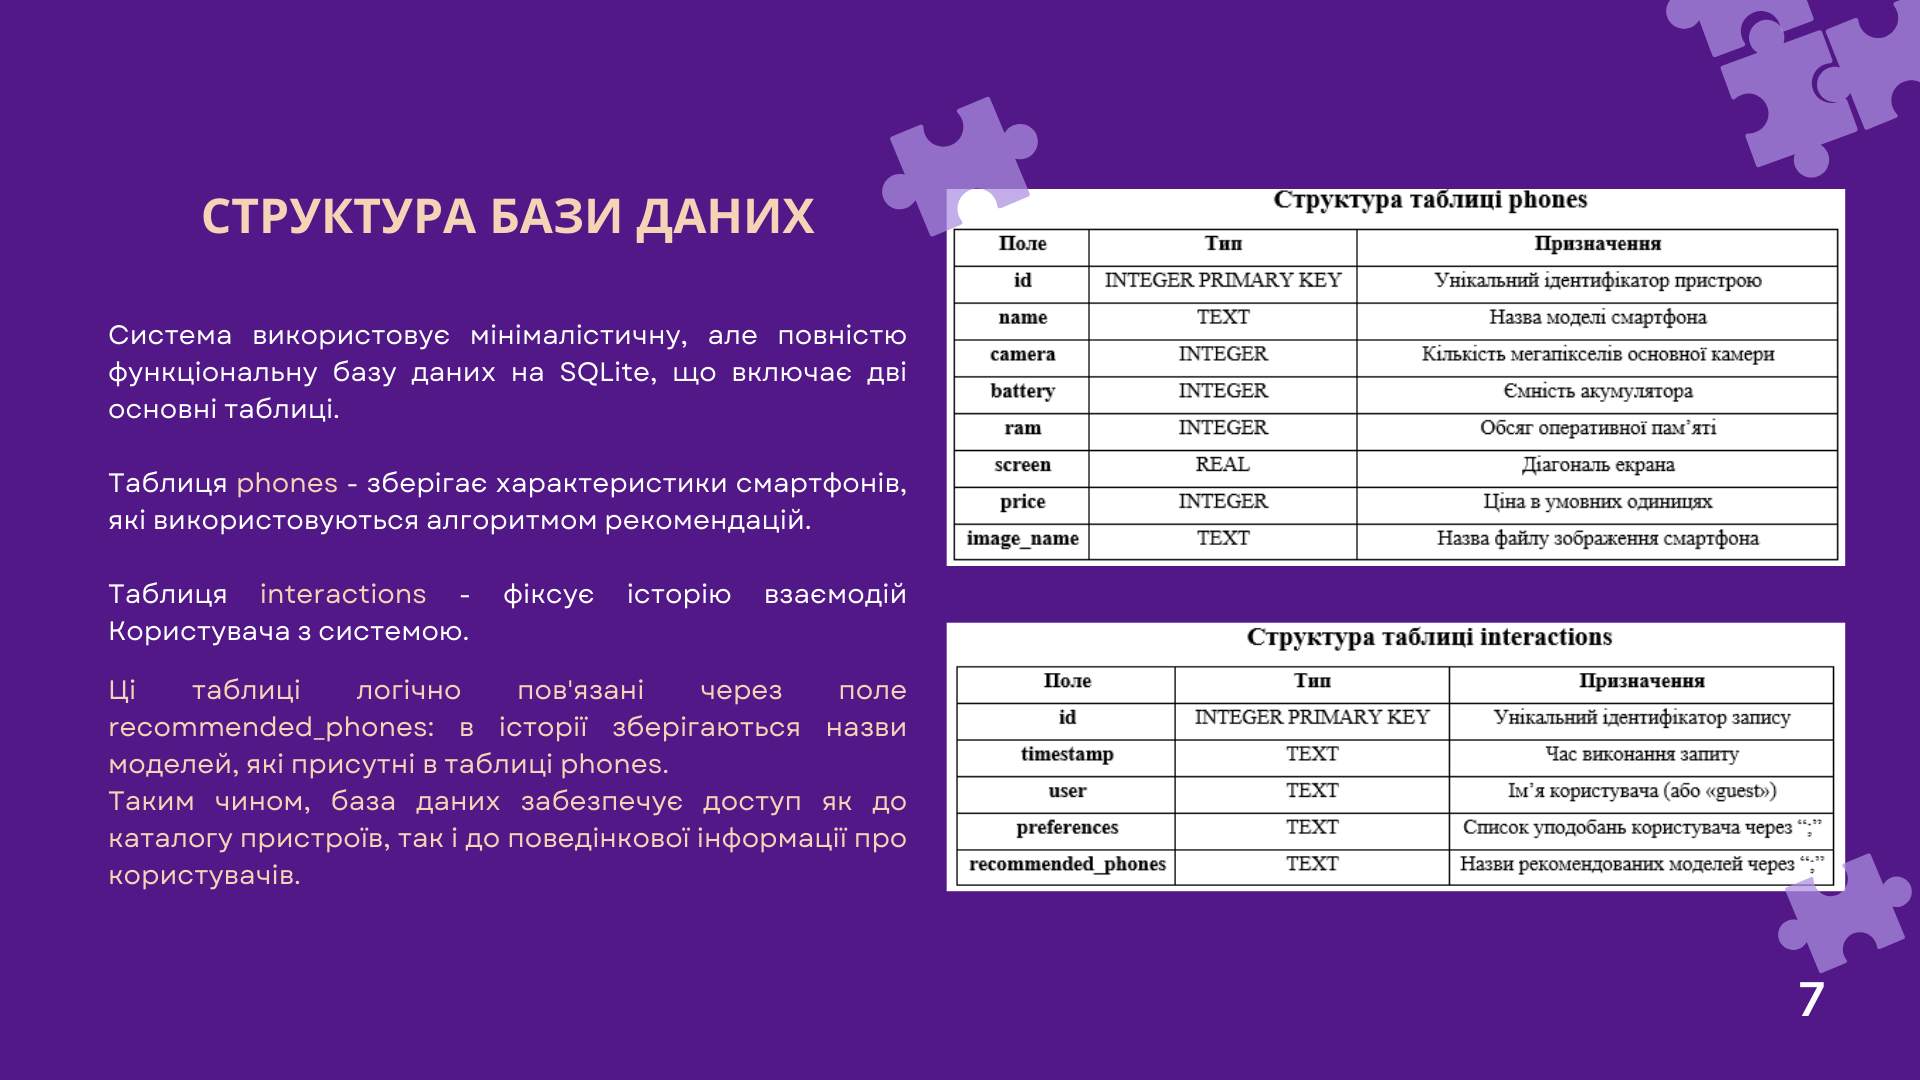 СТРУКТУРА БАЗИ ДАНИХ
Система використовує мінімалістичну, але повністю
функціональну базу даних на SQLite, що включає дві
основні таблиці.
Таблиця phones - зберігає характеристики смартфонів,
які використовуються алгоритмом рекомендацій.
Таблиця interactions - фіксує історію взаємодій
Користувача з системою.
Ці таблиці логічно пов'язані через поле
recommended_phones: в історії зберігаються назви
моделей, які присутні в таблиці phones.
Таким чином, база даних забезпечує доступ як до
каталогу пристроїв, так і до поведінкової інформації про
користувачів.
Структура таблиці phones
Поле Тип Призначення
id INTEGER PRIMARY KEY Унікальний ідентифікатор пристрою
name TEXT Назва моделі смартфона
camera INTEGER Кількість мегапікселів основної камери
battery INTEGER Ємність акумулятора
ram INTEGER Обсяг оперативної пам’яті
screen REAL Діагональ екрана
price INTEGER Ціна в умовних одиницях
image_name TEXT Назва файлу зображення смартфона
Структура таблиці interactions
Поле Тип Призначення
id INTEGER PRIMARY KEY Унікальний ідентифікатор запису
timestamp TEXT Час виконання запиту
user TEXT Ім’я користувача (або «guest»)
preferences TEXT Список уподобань користувача через “;”
recommended_phones TEXT Назви рекомендованих моделей через “;”
7